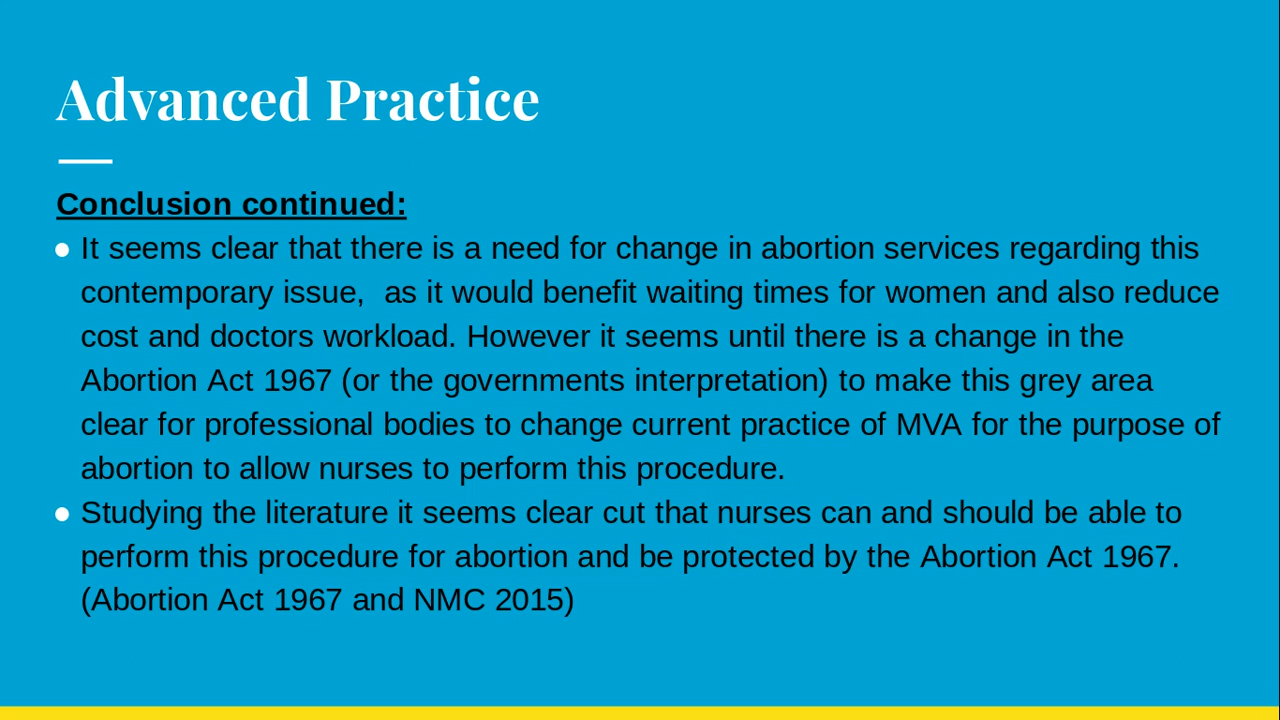 Advanced Practice
Conclusion continued:
● It seems clear that there is a need for change in abortion services regarding this
contemporary issue,  as it would benefit waiting times for women and also reduce
cost and doctors workload. However it seems until there is a change in the
Abortion Act 1967 (or the governments interpretation) to make this grey area
clear for professional bodies to change current practice of MVA for the purpose of
abortion to allow nurses to perform this procedure.
● Studying the literature it seems clear cut that nurses can and should be able to
perform this procedure for abortion and be protected by the Abortion Act 1967.
(Abortion Act 1967 and NMC 2015)